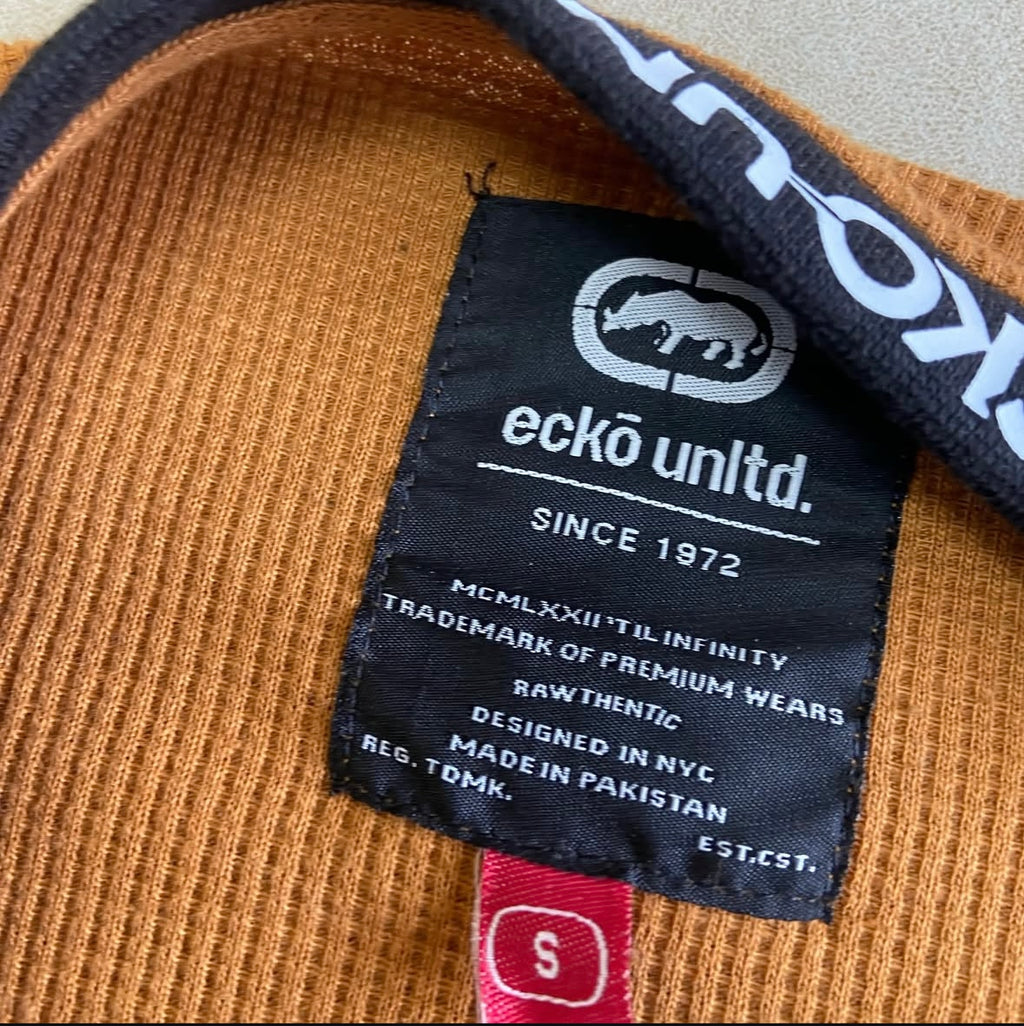 eckō unltd.
SINCE 1972
MCMLXXII 'TIL INFINITY
TRADEMARK OF PREMIUM WEARS
RAWTHENTIC
DESIGNED IN NYC
MADE IN PAKISTAN
REG. TDMK.
EST.CST.
S